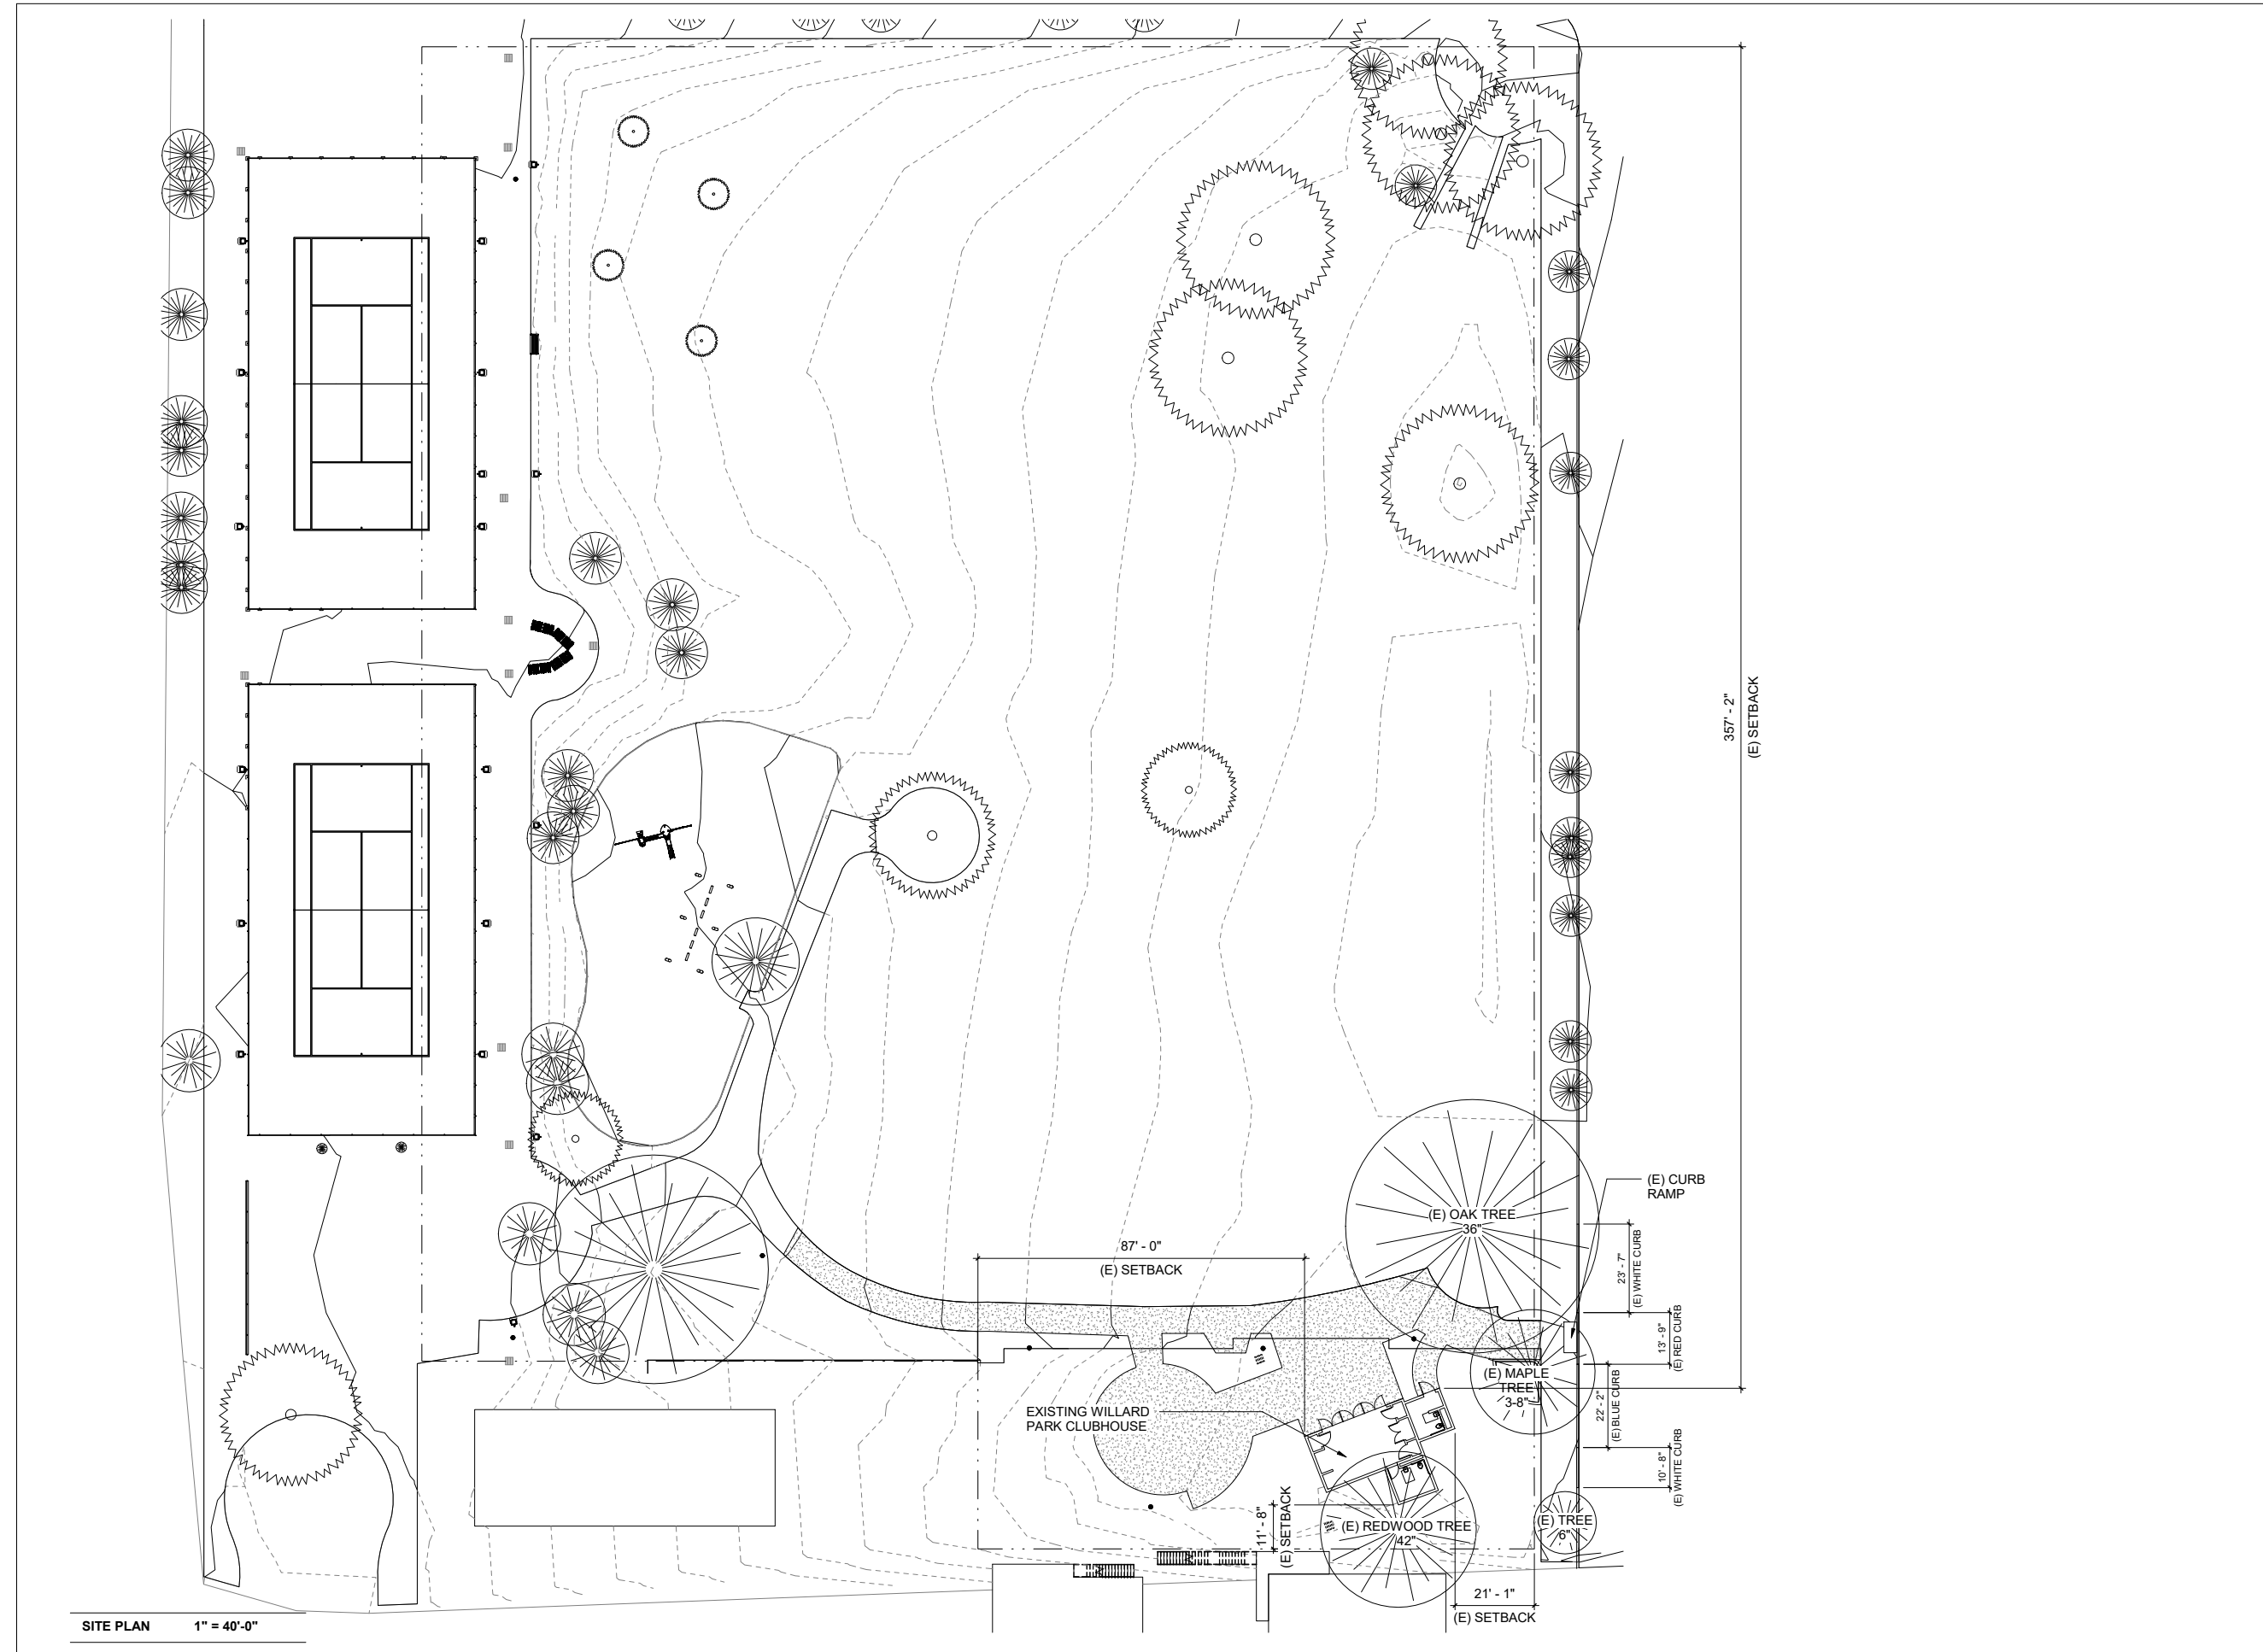 357' - 2"
(E) SETBACK
(E) CURB
RAMP
(E) OAK TREE
36"
23' - 7"
(E) WHITE CURB
87' - 0"
(E) SETBACK
13' - 9"
(E) RED CURB
(E) MAPLE
TREE
3-8"
22' - 2"
(E) BLUE CURB
EXISTING WILLARD
PARK CLUBHOUSE
10' - 8"
(E) WHITE CURB
11' - 8"
(E) SETBACK
(E) REDWOOD TREE
42"
(E) TREE
6"
21' - 1"
(E) SETBACK
SITE PLAN 1" = 40'-0"